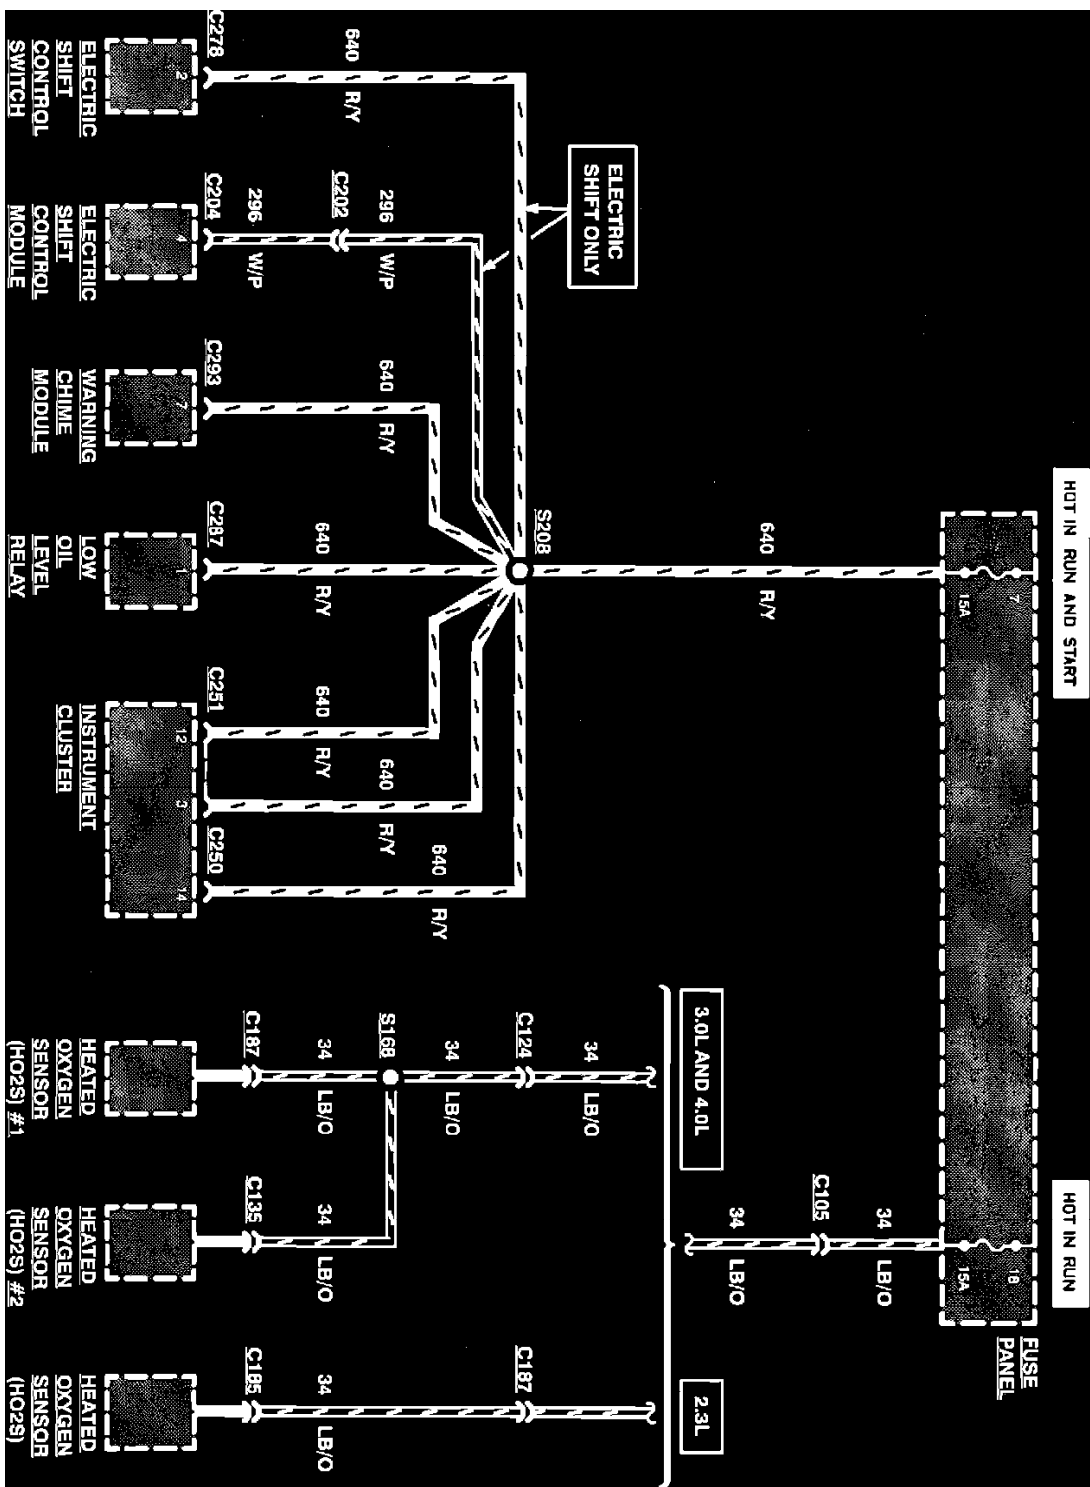 HOT IN RUN AND START
HOT IN RUN
FUSE
PANEL
7
15A
18
15A
640
R/Y
34
LB/O
C105
34
LB/O
3.0L AND 4.0L
2.3L
ELECTRIC
SHIFT ONLY
S208
34
LB/O
C124
C187
34
LB/O
S168
640
R/Y
296
W/P
C202
296
W/P
640
R/Y
640
R/Y
640
R/Y
640
R/Y
640
R/Y
34
LB/O
34
LB/O
34
LB/O
C278
C204
C293
C287
C251
C250
C187
C135
C185
2
4
7
1
12
3
14
ELECTRIC
SHIFT
CONTROL
SWITCH
ELECTRIC
SHIFT
CONTROL
MODULE
WARNING
CHIME
MODULE
LOW
OIL
LEVEL
RELAY
INSTRUMENT
CLUSTER
HEATED
OXYGEN
SENSOR
(HO2S) #1
HEATED
OXYGEN
SENSOR
(HO2S) #2
HEATED
OXYGEN
SENSOR
(HO2S)